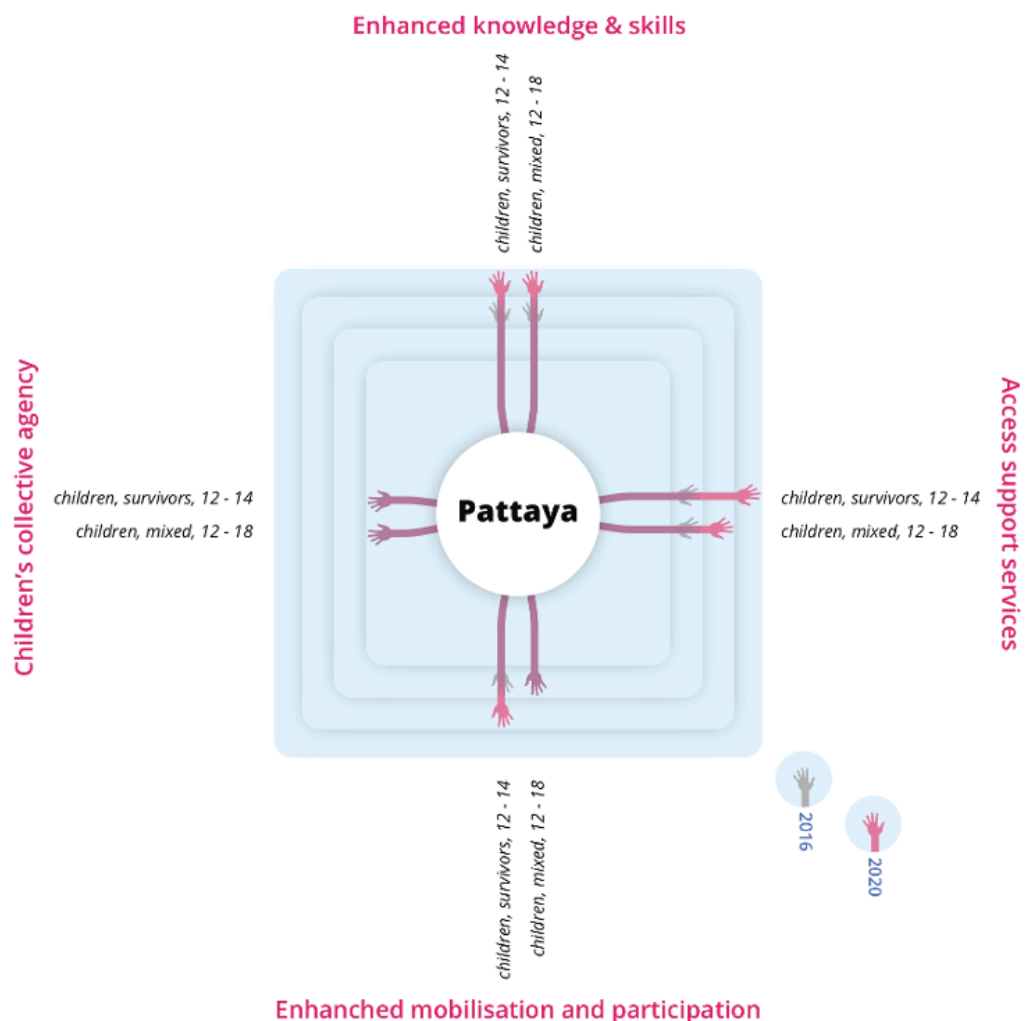 Enhanced knowledge & skills
children, survivors, 12 - 14
children, mixed, 12 - 18
Children's collective agency
children, survivors, 12 - 14
children, mixed, 12 - 18
Pattaya
children, survivors, 12 - 14
children, mixed, 12 - 18
Access support services
children, survivors, 12 - 14
children, mixed, 12 - 18
2016
2020
Enhanched mobilisation and participation